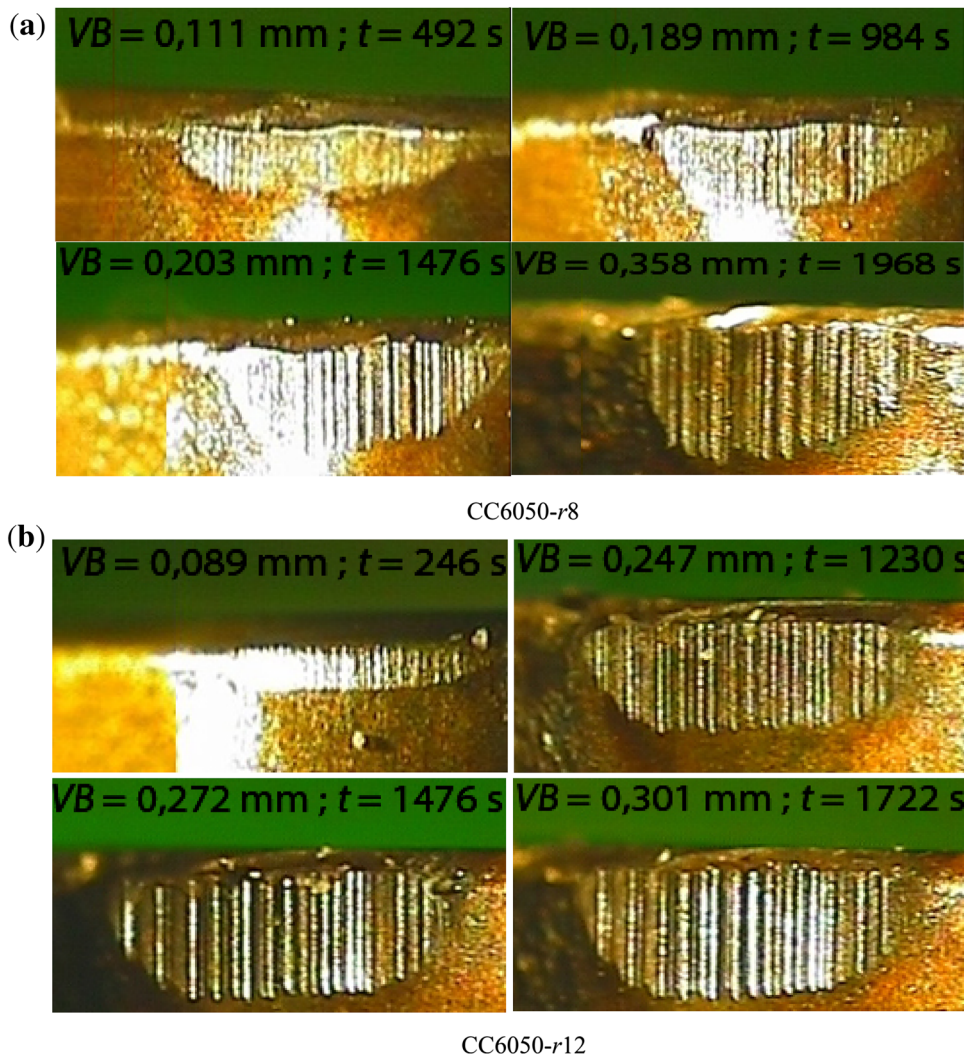 (a)
VB = 0,111 mm ; t = 492 s
VB = 0,189 mm ; t = 984 s
VB = 0,203 mm ; t = 1476 s
VB = 0,358 mm ; t = 1968 s
CC6050-r8
(b)
VB = 0,089 mm ; t = 246 s
VB = 0,247 mm ; t = 1230 s
VB = 0,272 mm ; t = 1476 s
VB = 0,301 mm ; t = 1722 s
CC6050-r12